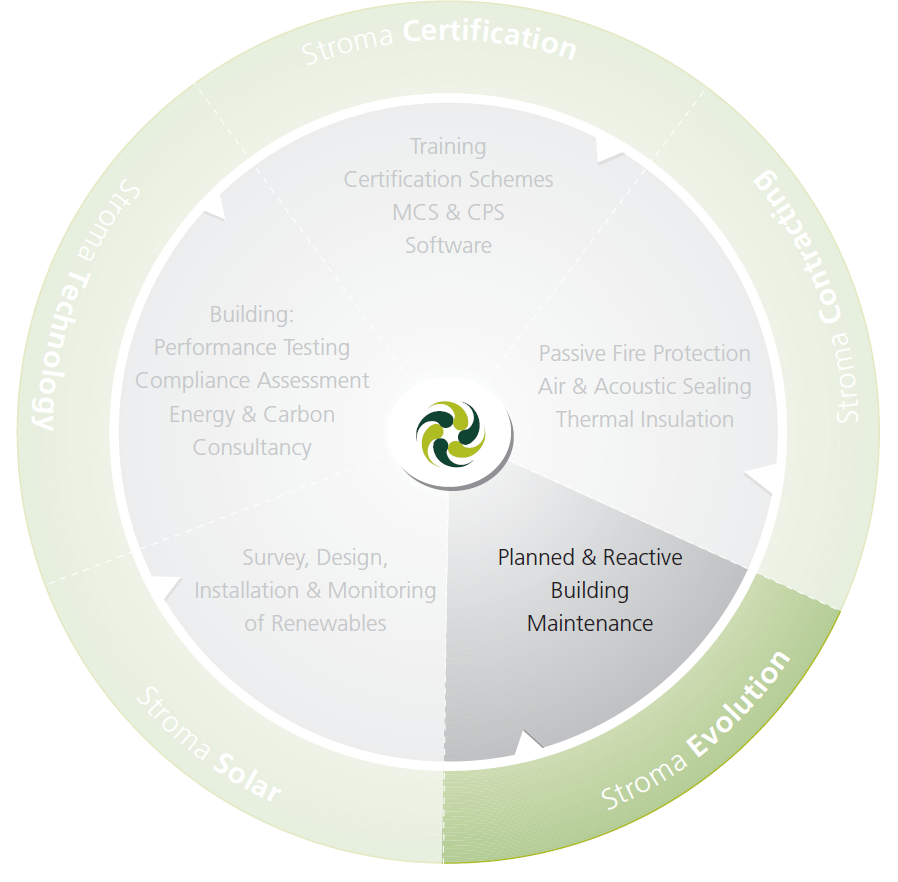 Stroma Certification
Training
Certification Schemes
MCS & CPS
Software
Stroma Contracting
Passive Fire Protection
Air & Acoustic Sealing
Thermal Insulation
Stroma Evolution
Planned & Reactive
Building
Maintenance
Stroma Solar
Survey, Design,
Installation & Monitoring
of Renewables
Stroma Technology
Building:
Performance Testing
Compliance Assessment
Energy & Carbon
Consultancy